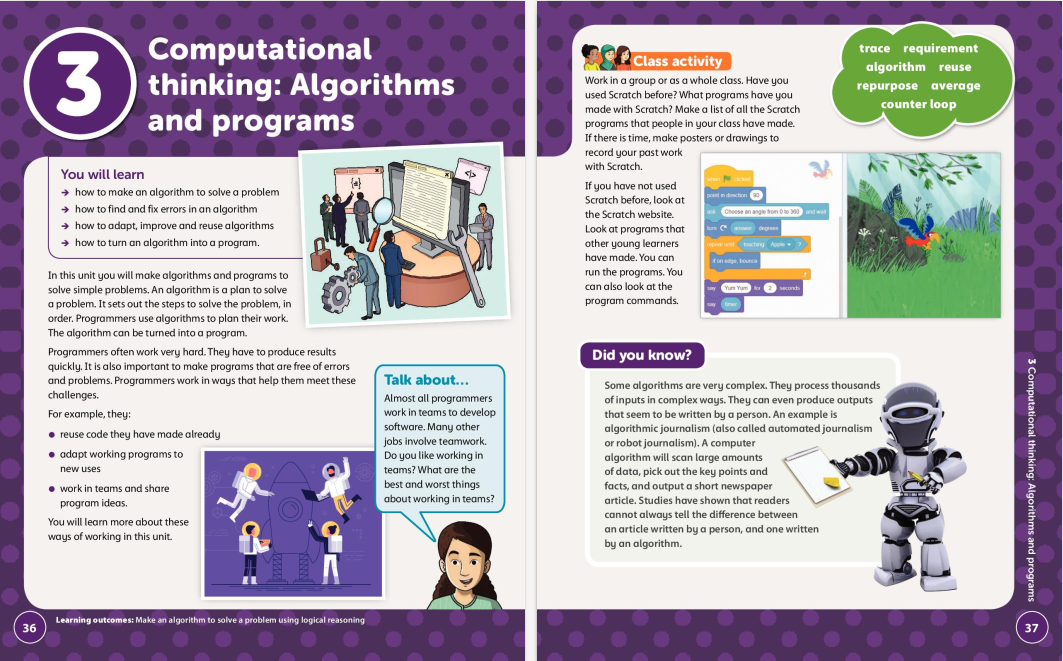 3
Computational
thinking: Algorithms
and programs
You will learn
➔ how to make an algorithm to solve a problem
➔ how to find and fix errors in an algorithm
➔ how to adapt, improve and reuse algorithms
➔ how to turn an algorithm into a program.
In this unit you will make algorithms and programs to
solve simple problems. An algorithm is a plan to solve
a problem. It sets out the steps to solve the problem, in
order. Programmers use algorithms to plan their work.
The algorithm can be turned into a program.
Programmers often work very hard. They have to produce results
quickly. It is also important to make programs that are free of errors
and problems. Programmers work in ways that help them meet these
challenges.
For example, they:
● reuse code they have made already
● adapt working programs to
new uses
● work in teams and share
program ideas.
You will learn more about these
ways of working in this unit.
</>
Talk about…
Almost all programmers
work in teams to develop
software. Many other
jobs involve teamwork.
Do you like working in
teams? What are the
best and worst things
about working in teams?
36
Learning outcomes: Make an algorithm to solve a problem using logical reasoning
Class activity
Work in a group or as a whole class. Have you
used Scratch before? What programs have you
made with Scratch? Make a list of all the Scratch
programs that people in your class have made.
If there is time, make posters or drawings to
record your past work
with Scratch.
If you have not used
Scratch before, look at
the Scratch website.
Look at programs that
other young learners
have made. You can
run the programs. You
can also look at the
program commands.
trace requirement
algorithm reuse
repurpose average
counter loop
when clicked
point in direction 90
ask Choose an angle from 0 to 360 and wait
turn answer degrees
repeat until touching Apple ?
if on edge, bounce
say Yum Yum for 2 seconds
say timer
Did you know?
Some algorithms are very complex. They process thousands
of inputs in complex ways. They can even produce outputs
that seem to be written by a person. An example is
algorithmic journalism (also called automated journalism
or robot journalism). A computer
algorithm will scan large amounts
of data, pick out the key points and
facts, and output a short newspaper
article. Studies have shown that readers
cannot always tell the difference between
an article written by a person, and one written
by an algorithm.
3 Computational thinking: Algorithms and programs
37